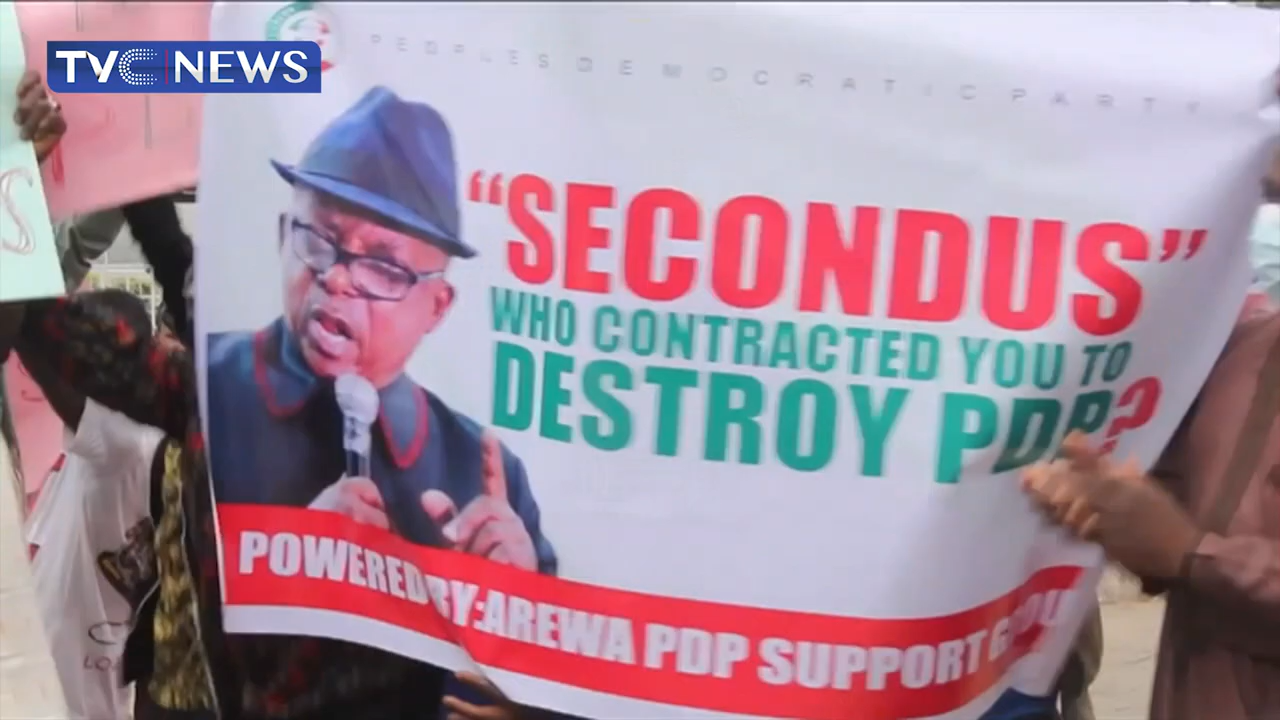 TVC NEWS
PEOPLES DEMOCRATIC PARTY
"SECONDUS"
WHO CONTRACTED YOU TO
DESTROY PDP?
POWERED BY:AREWA PDP SUPPORT